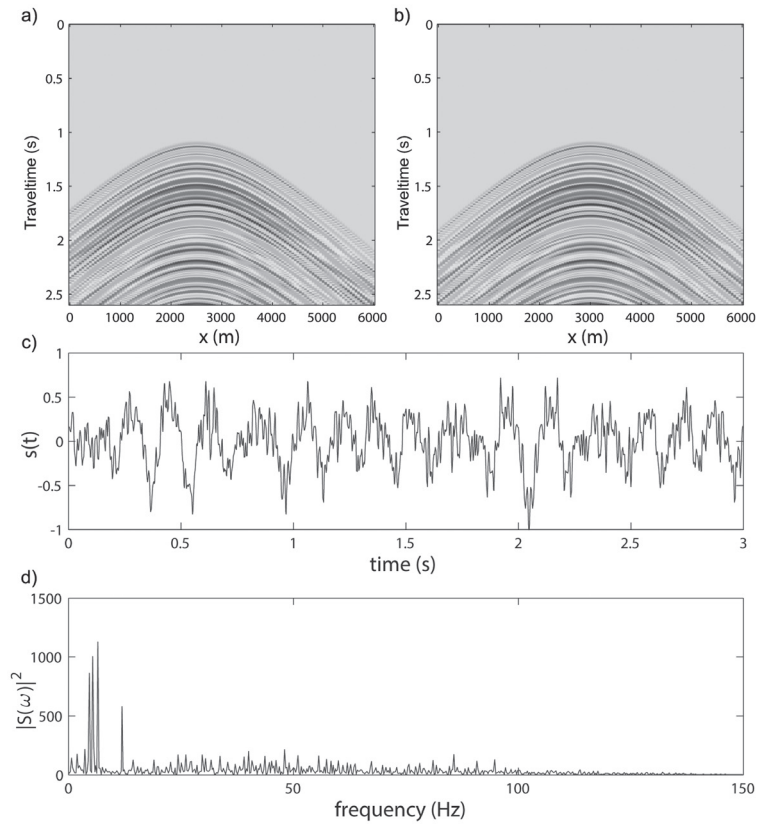 a)
b)
0
0.5
1
1.5
2
2.5
Traveltime (s)
0 1000 2000 3000 4000 5000 6000
x (m)
0
0.5
1
1.5
2
2.5
Traveltime (s)
0 1000 2000 3000 4000 5000 6000
x (m)
c)
1
0.5
0
-0.5
-1
s(t)
0 0.5 1 1.5 2 2.5 3
time (s)
d)
1500
1000
500
0
|S(ω)|²
0 50 100 150
frequency (Hz)